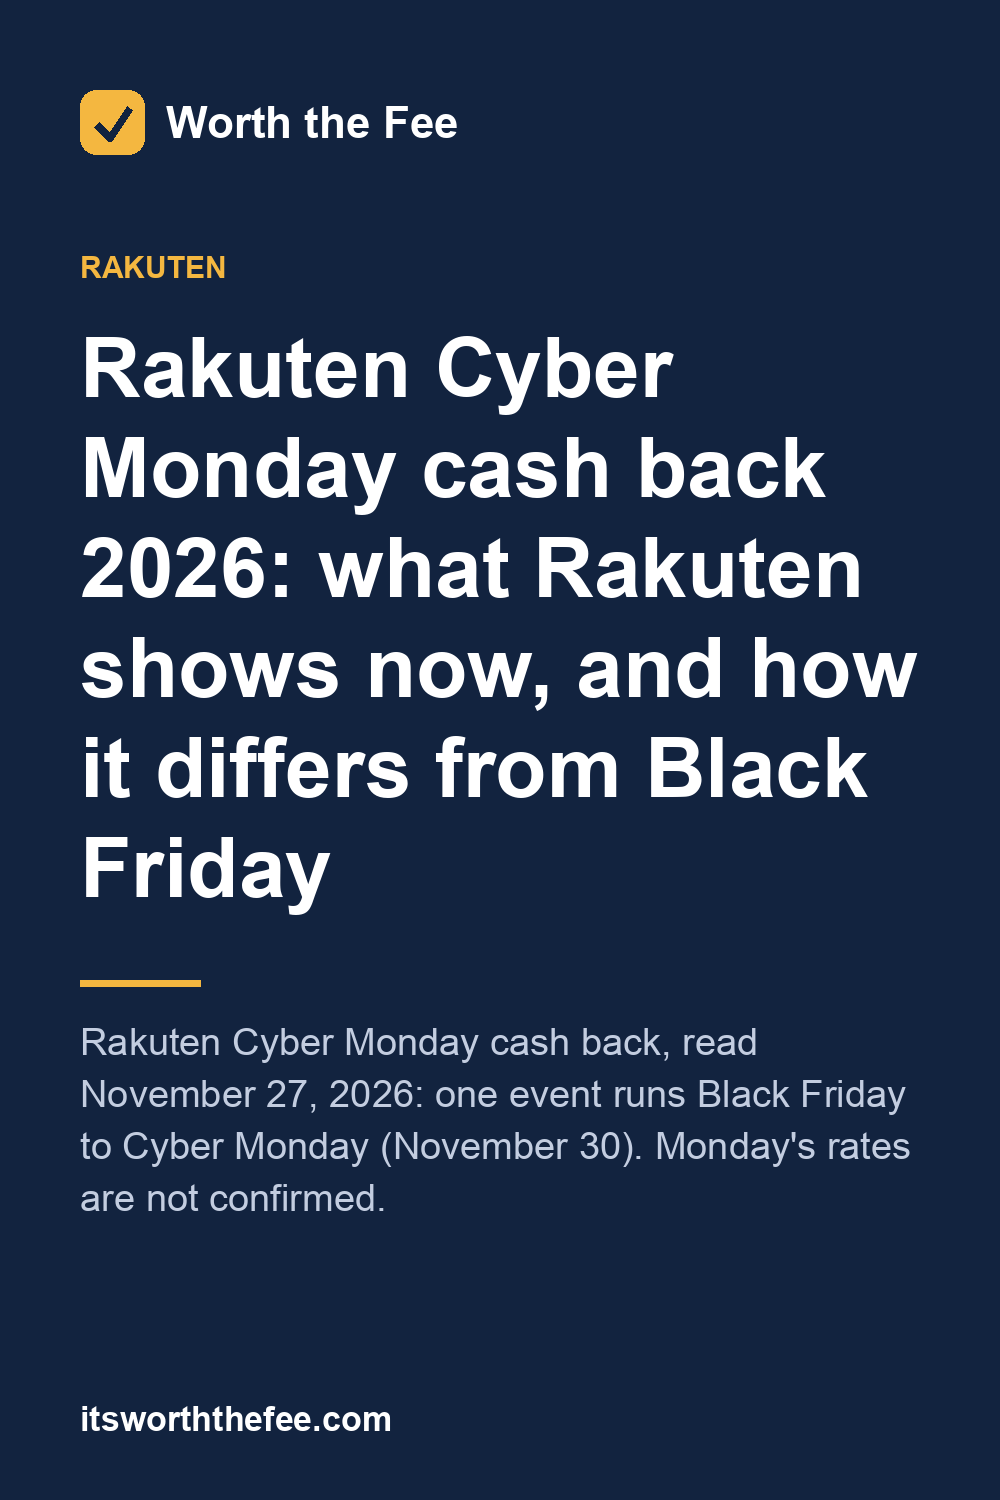 Worth the Fee
RAKUTEN
Rakuten Cyber
Monday cash back
2026: what Rakuten
shows now, and how
it differs from Black
Friday
Rakuten Cyber Monday cash back, read
November 27, 2026: one event runs Black Friday
to Cyber Monday (November 30). Monday's rates
are not confirmed.
itsworththefee.com